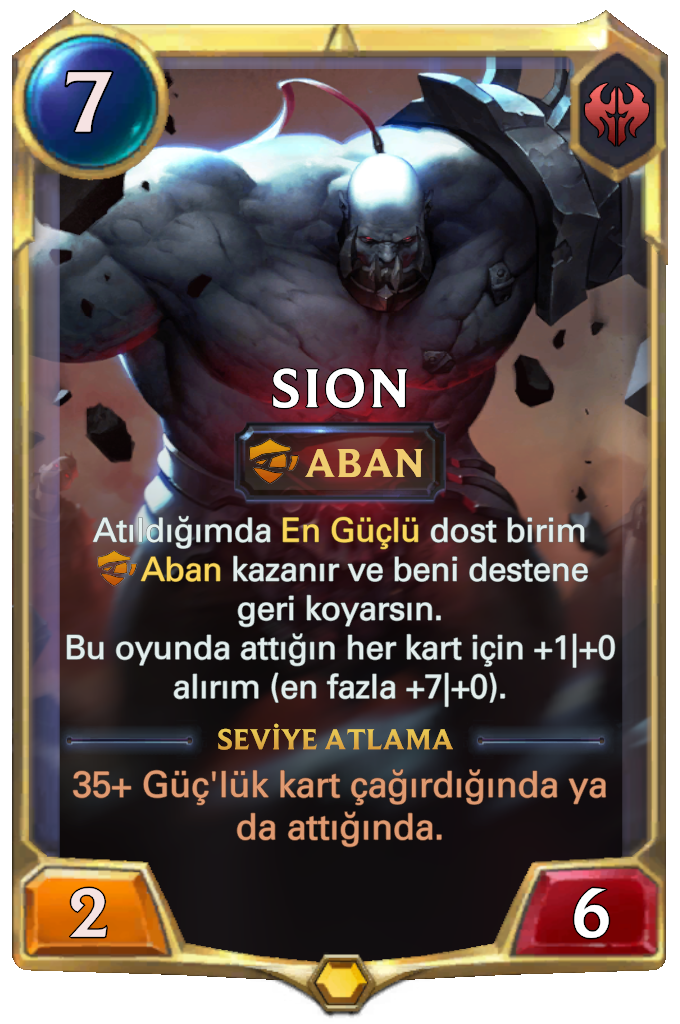 7
SION
ABAN
Atıldığımda En Güçlü dost birim
Aban kazanır ve beni destene
geri koyarsın.
Bu oyunda attığın her kart için +1|+0
alırım (en fazla +7|+0).
SEVİYE ATLAMA
35+ Güç'lük kart çağırdığında ya
da attığında.
2
6